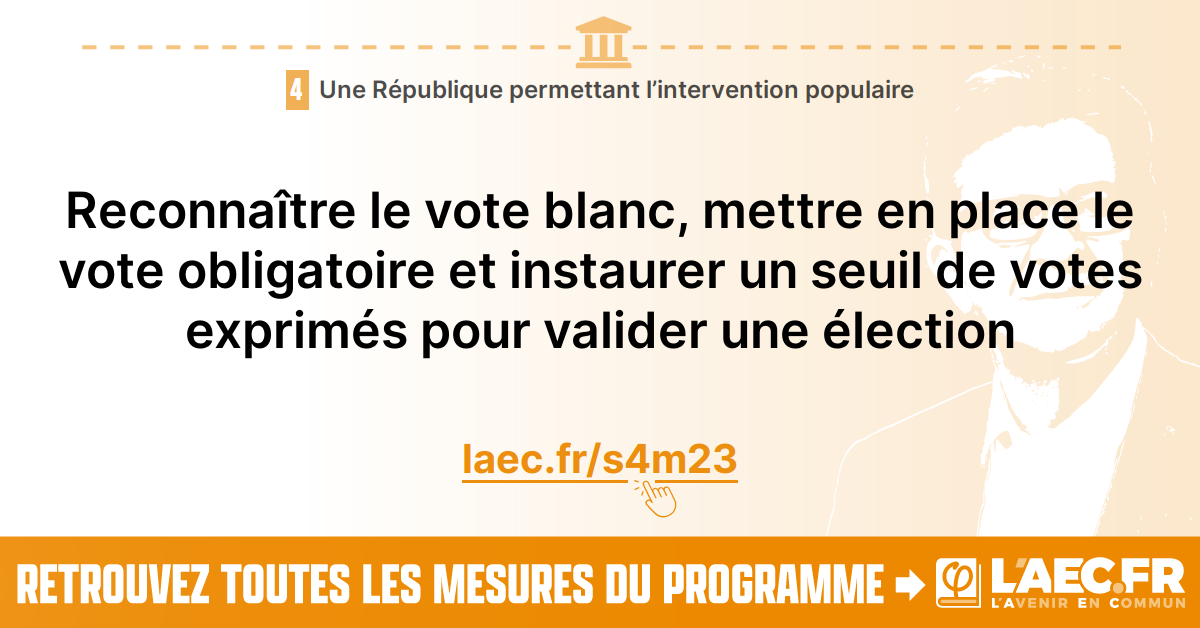 4 Une République permettant l’intervention populaire
Reconnaître le vote blanc, mettre en place le
vote obligatoire et instaurer un seuil de votes
exprimés pour valider une élection
laec.fr/s4m23
RETROUVEZ TOUTES LES MESURES DU PROGRAMME
L'AEC.FR
L'AVENIR EN COMMUN